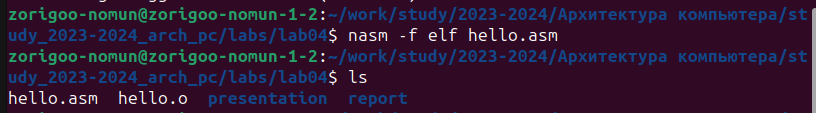 zorigoo-nomun@zorigoo-nomun-1-2:~/work/study/2023-2024/Архитектура компьютера/st
udy_2023-2024_arch_pc/labs/lab04$ nasm -f elf hello.asm
zorigoo-nomun@zorigoo-nomun-1-2:~/work/study/2023-2024/Архитектура компьютера/st
udy_2023-2024_arch_pc/labs/lab04$ ls
hello.asm  hello.o  presentation  report